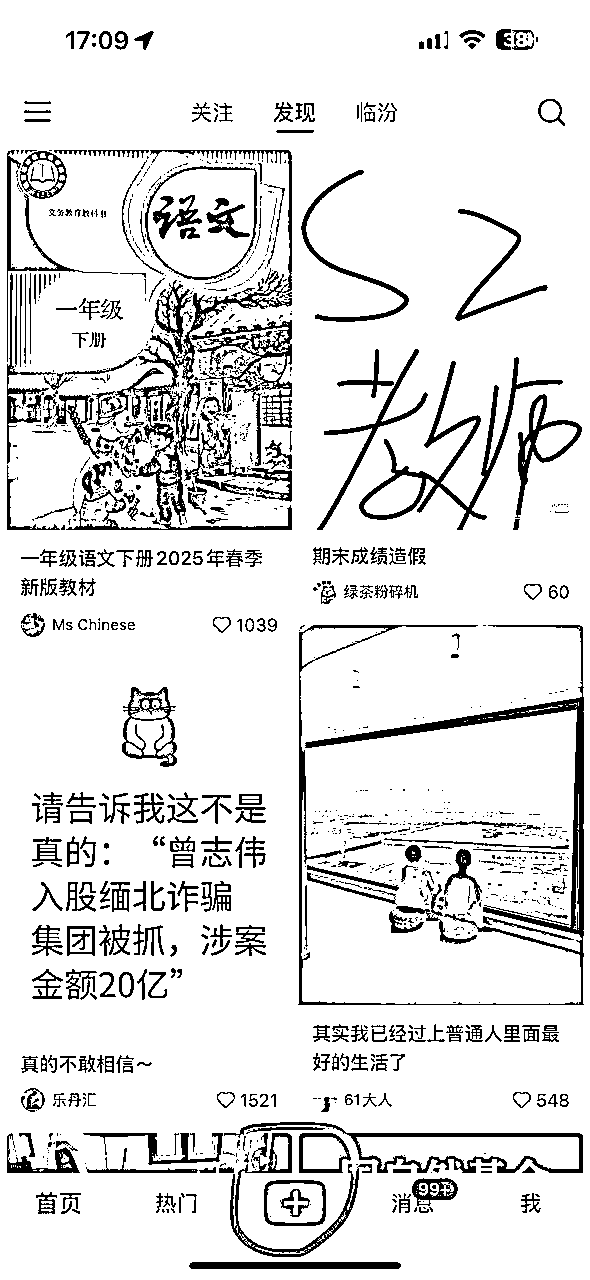 17:09
38
关注 发现 临汾
义务教育教科书
语文
一年级
下册
一年级语文下册2025年春季
新版教材
Ms Chinese 1039
SZ
教师
期末成绩造假
绿茶粉碎机 60
请告诉我这不是
真的：“曾志伟
入股缅北诈骗
集团被抓，涉案
金额20亿”
真的不敢相信～
乐丹汇 1521
其实我已经过上普通人里面最
好的生活了
61大人 548
首页 热门 消息 99+ 我